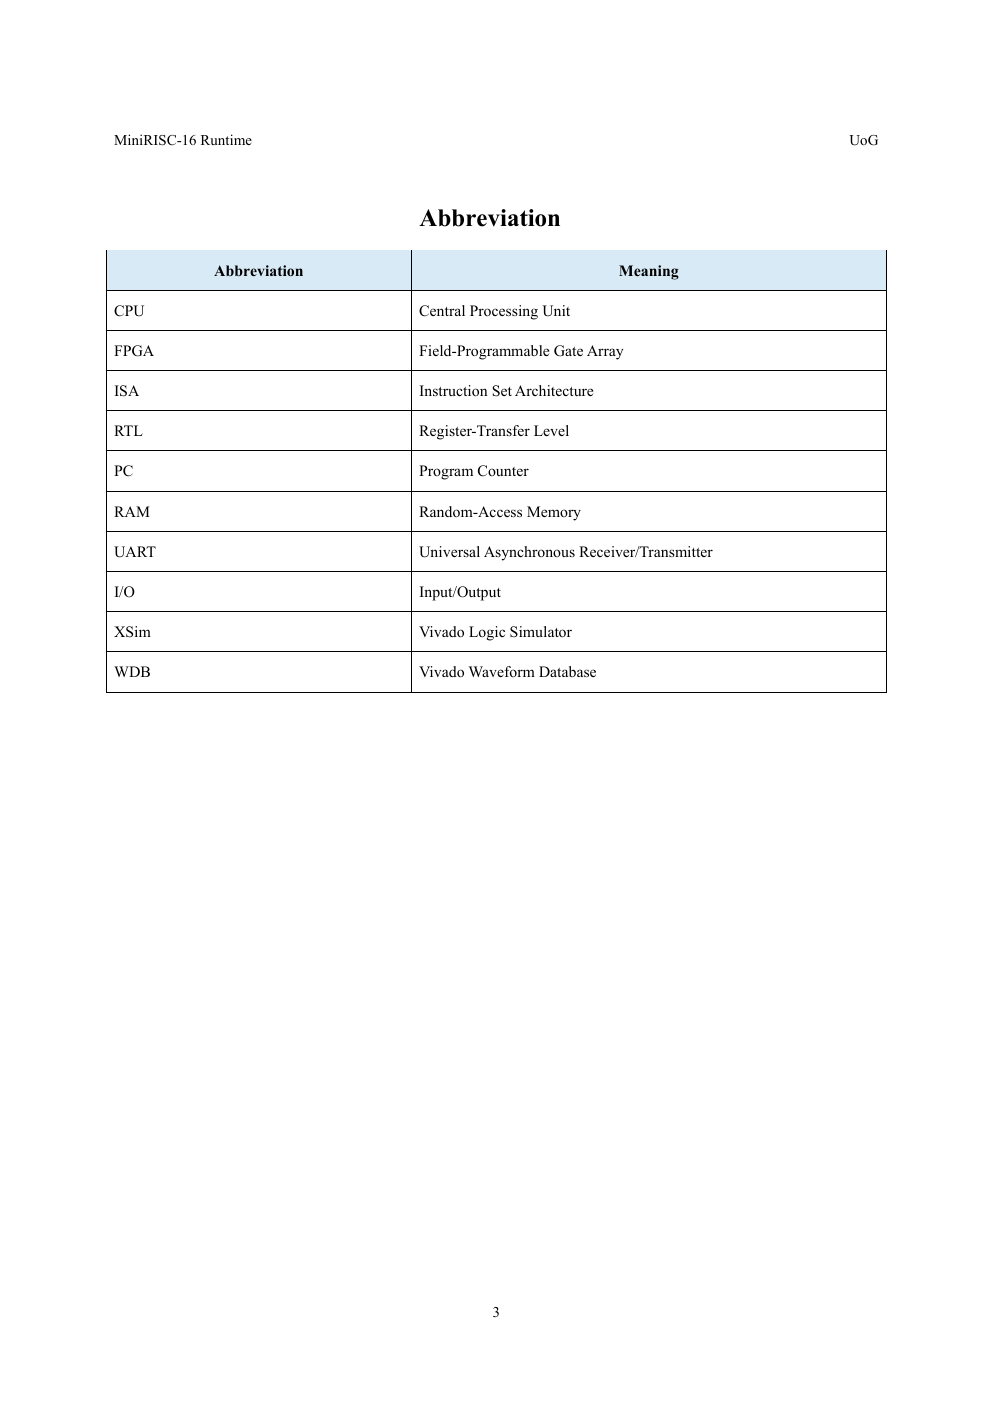 MiniRISC-16 Runtime UoG
Abbreviation
Abbreviation Meaning
CPU Central Processing Unit
FPGA Field-Programmable Gate Array
ISA Instruction Set Architecture
RTL Register-Transfer Level
PC Program Counter
RAM Random-Access Memory
UART Universal Asynchronous Receiver/Transmitter
I/O Input/Output
XSim Vivado Logic Simulator
WDB Vivado Waveform Database
3